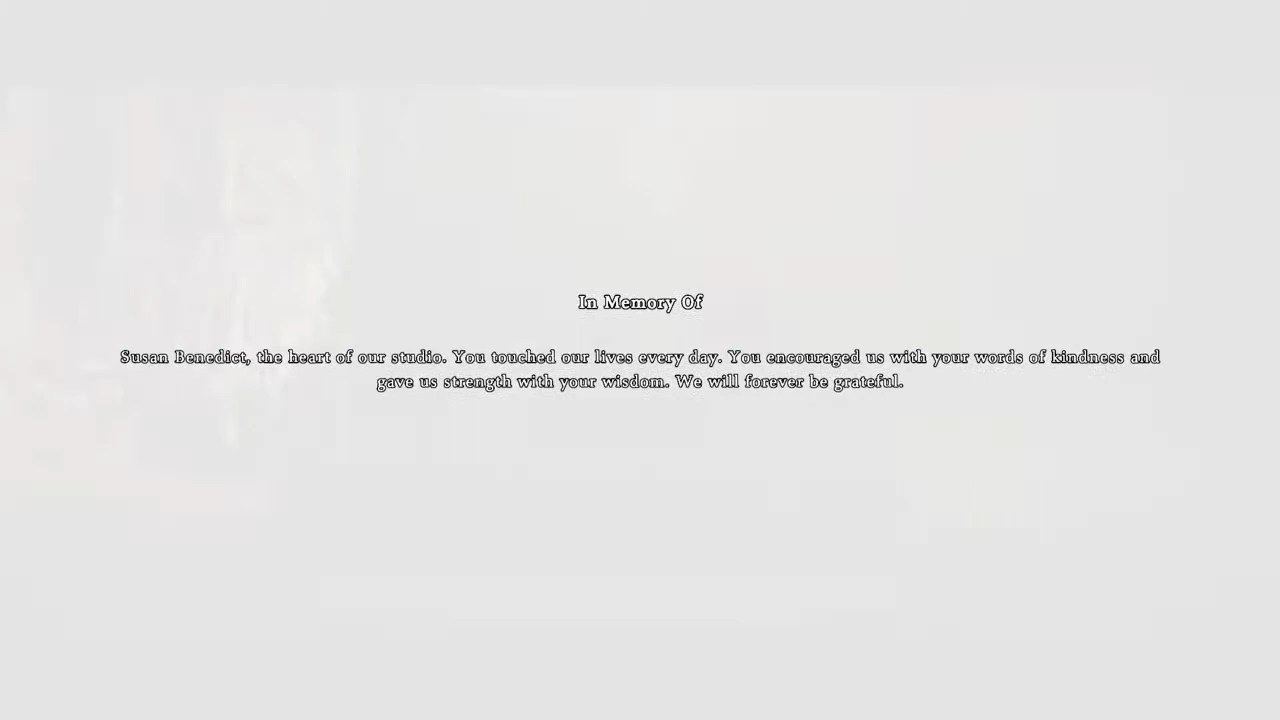 In Memory Of
Susan Benedict, the heart of our studio. You touched our lives every day. You encouraged us with your words of kindness and
gave us strength with your wisdom. We will forever be grateful.